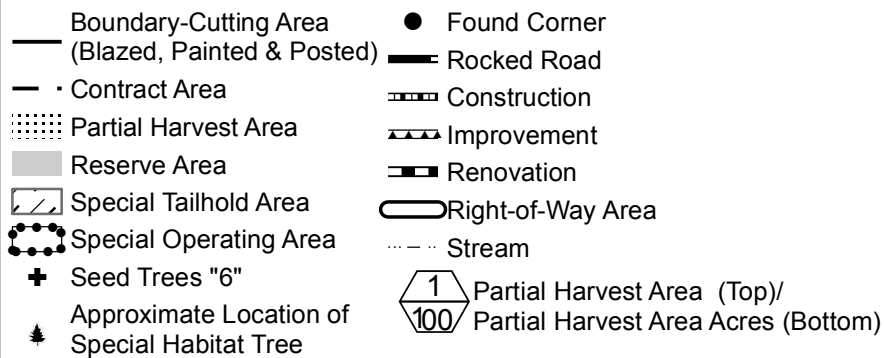 Boundary-Cutting Area
(Blazed, Painted & Posted)
Contract Area
Partial Harvest Area
Reserve Area
Special Tailhold Area
Special Operating Area
Seed Trees "6"
Approximate Location of
Special Habitat Tree
Found Corner
Rocked Road
Construction
Improvement
Renovation
Right-of-Way Area
Stream
1
100
Partial Harvest Area (Top)/
Partial Harvest Area Acres (Bottom)